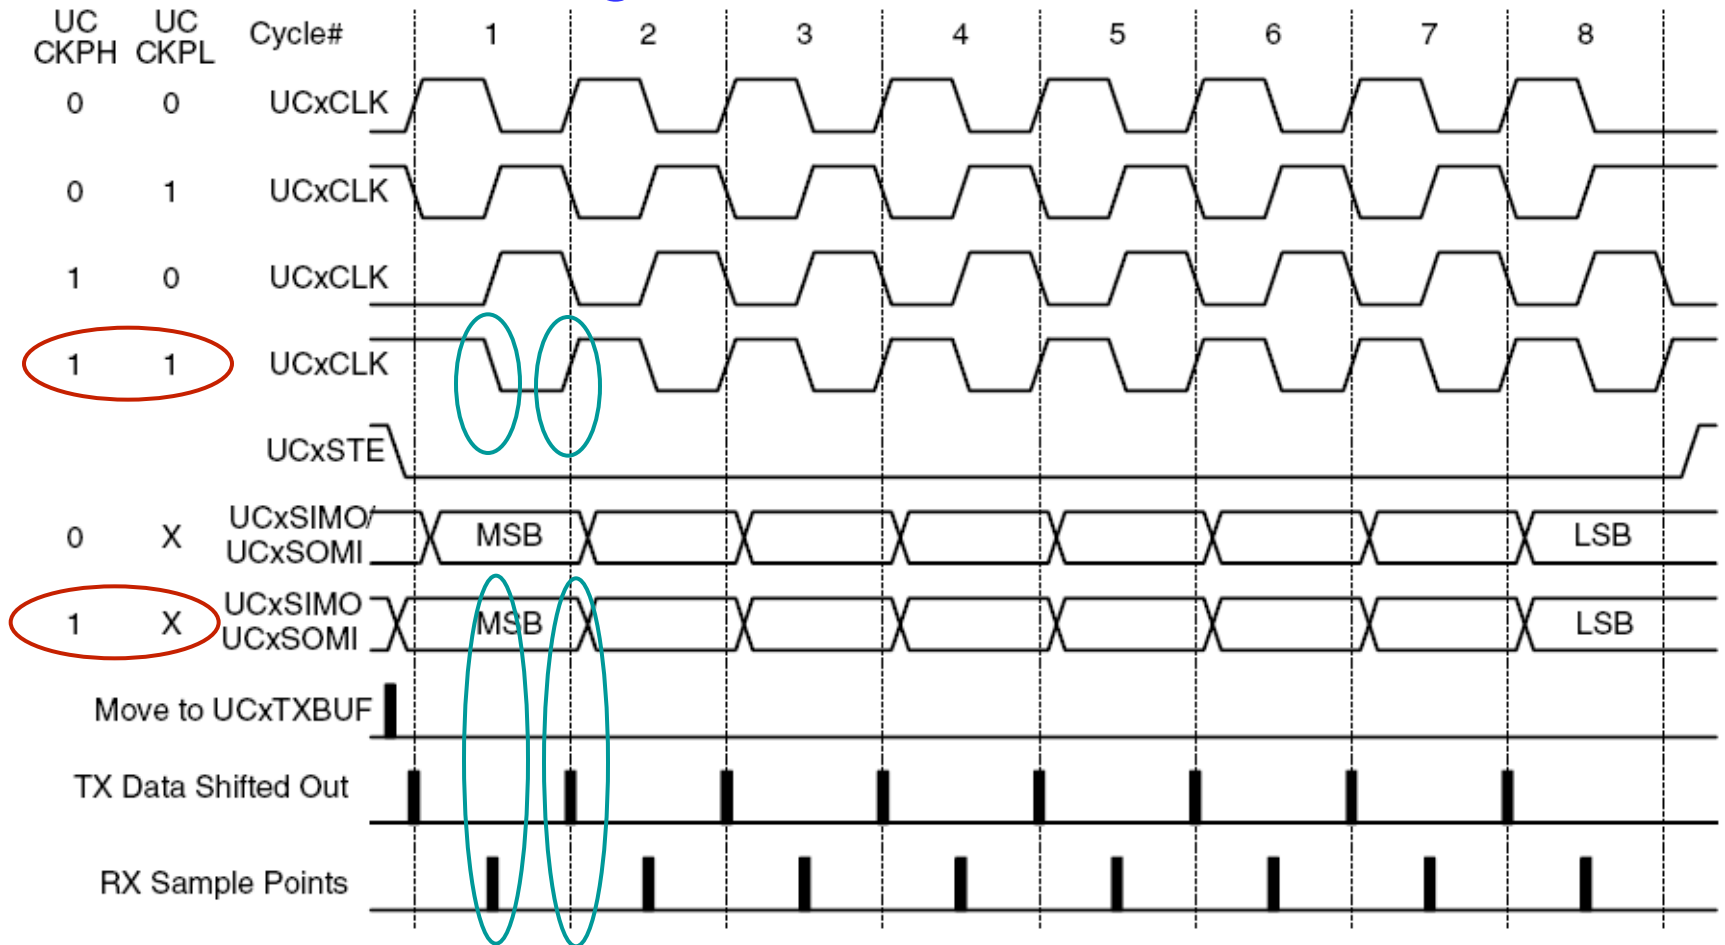 UC UC
CKPH CKPL Cycle# 1 2 3 4 5 6 7 8
0 0 UCxCLK
0 1 UCxCLK
1 0 UCxCLK
1 1 UCxCLK
UCxSTE
UCxSIMO/
0 X UCxSOMI MSB LSB
UCxSIMO
1 X UCxSOMI MSB LSB
Move to UCxTXBUF
TX Data Shifted Out
RX Sample Points